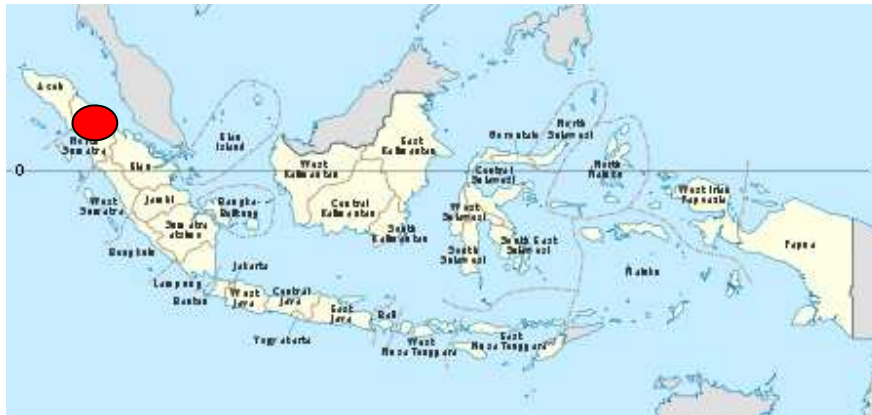 Aceh
North
Sumatra
Riau
Riau
Island
0
West
Sumatra
Jambi
Bangka-
Belitung
Sumatra
Bengkulu
Lampung
Banten
Jakarta
West
Java
Central
Java
East
Java
Yogyakarta
Bali
West
Nusa Tenggara
East
Nusa Tenggara
West
Kalimantan
Central
Kalimantan
South
Kalimantan
East
Kalimantan
Gorontalo
North
Sulawesi
Central
Sulawesi
West
Sulawesi
South
Sulawesi
South East
Sulawesi
North
Maluku
Maluku
West Irian
Papua